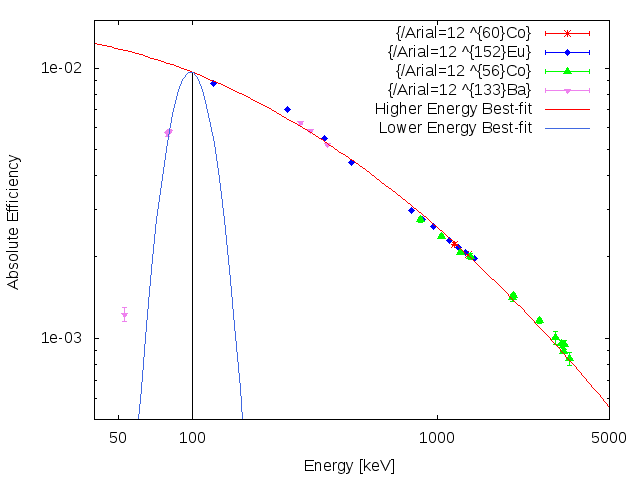 {/Arial=12 ^{60}Co}
{/Arial=12 ^{152}Eu}
{/Arial=12 ^{56}Co}
{/Arial=12 ^{133}Ba}
Higher Energy Best-fit
Lower Energy Best-fit
1e-02
1e-03
Absolute Efficiency
50 100 1000 5000
Energy [keV]